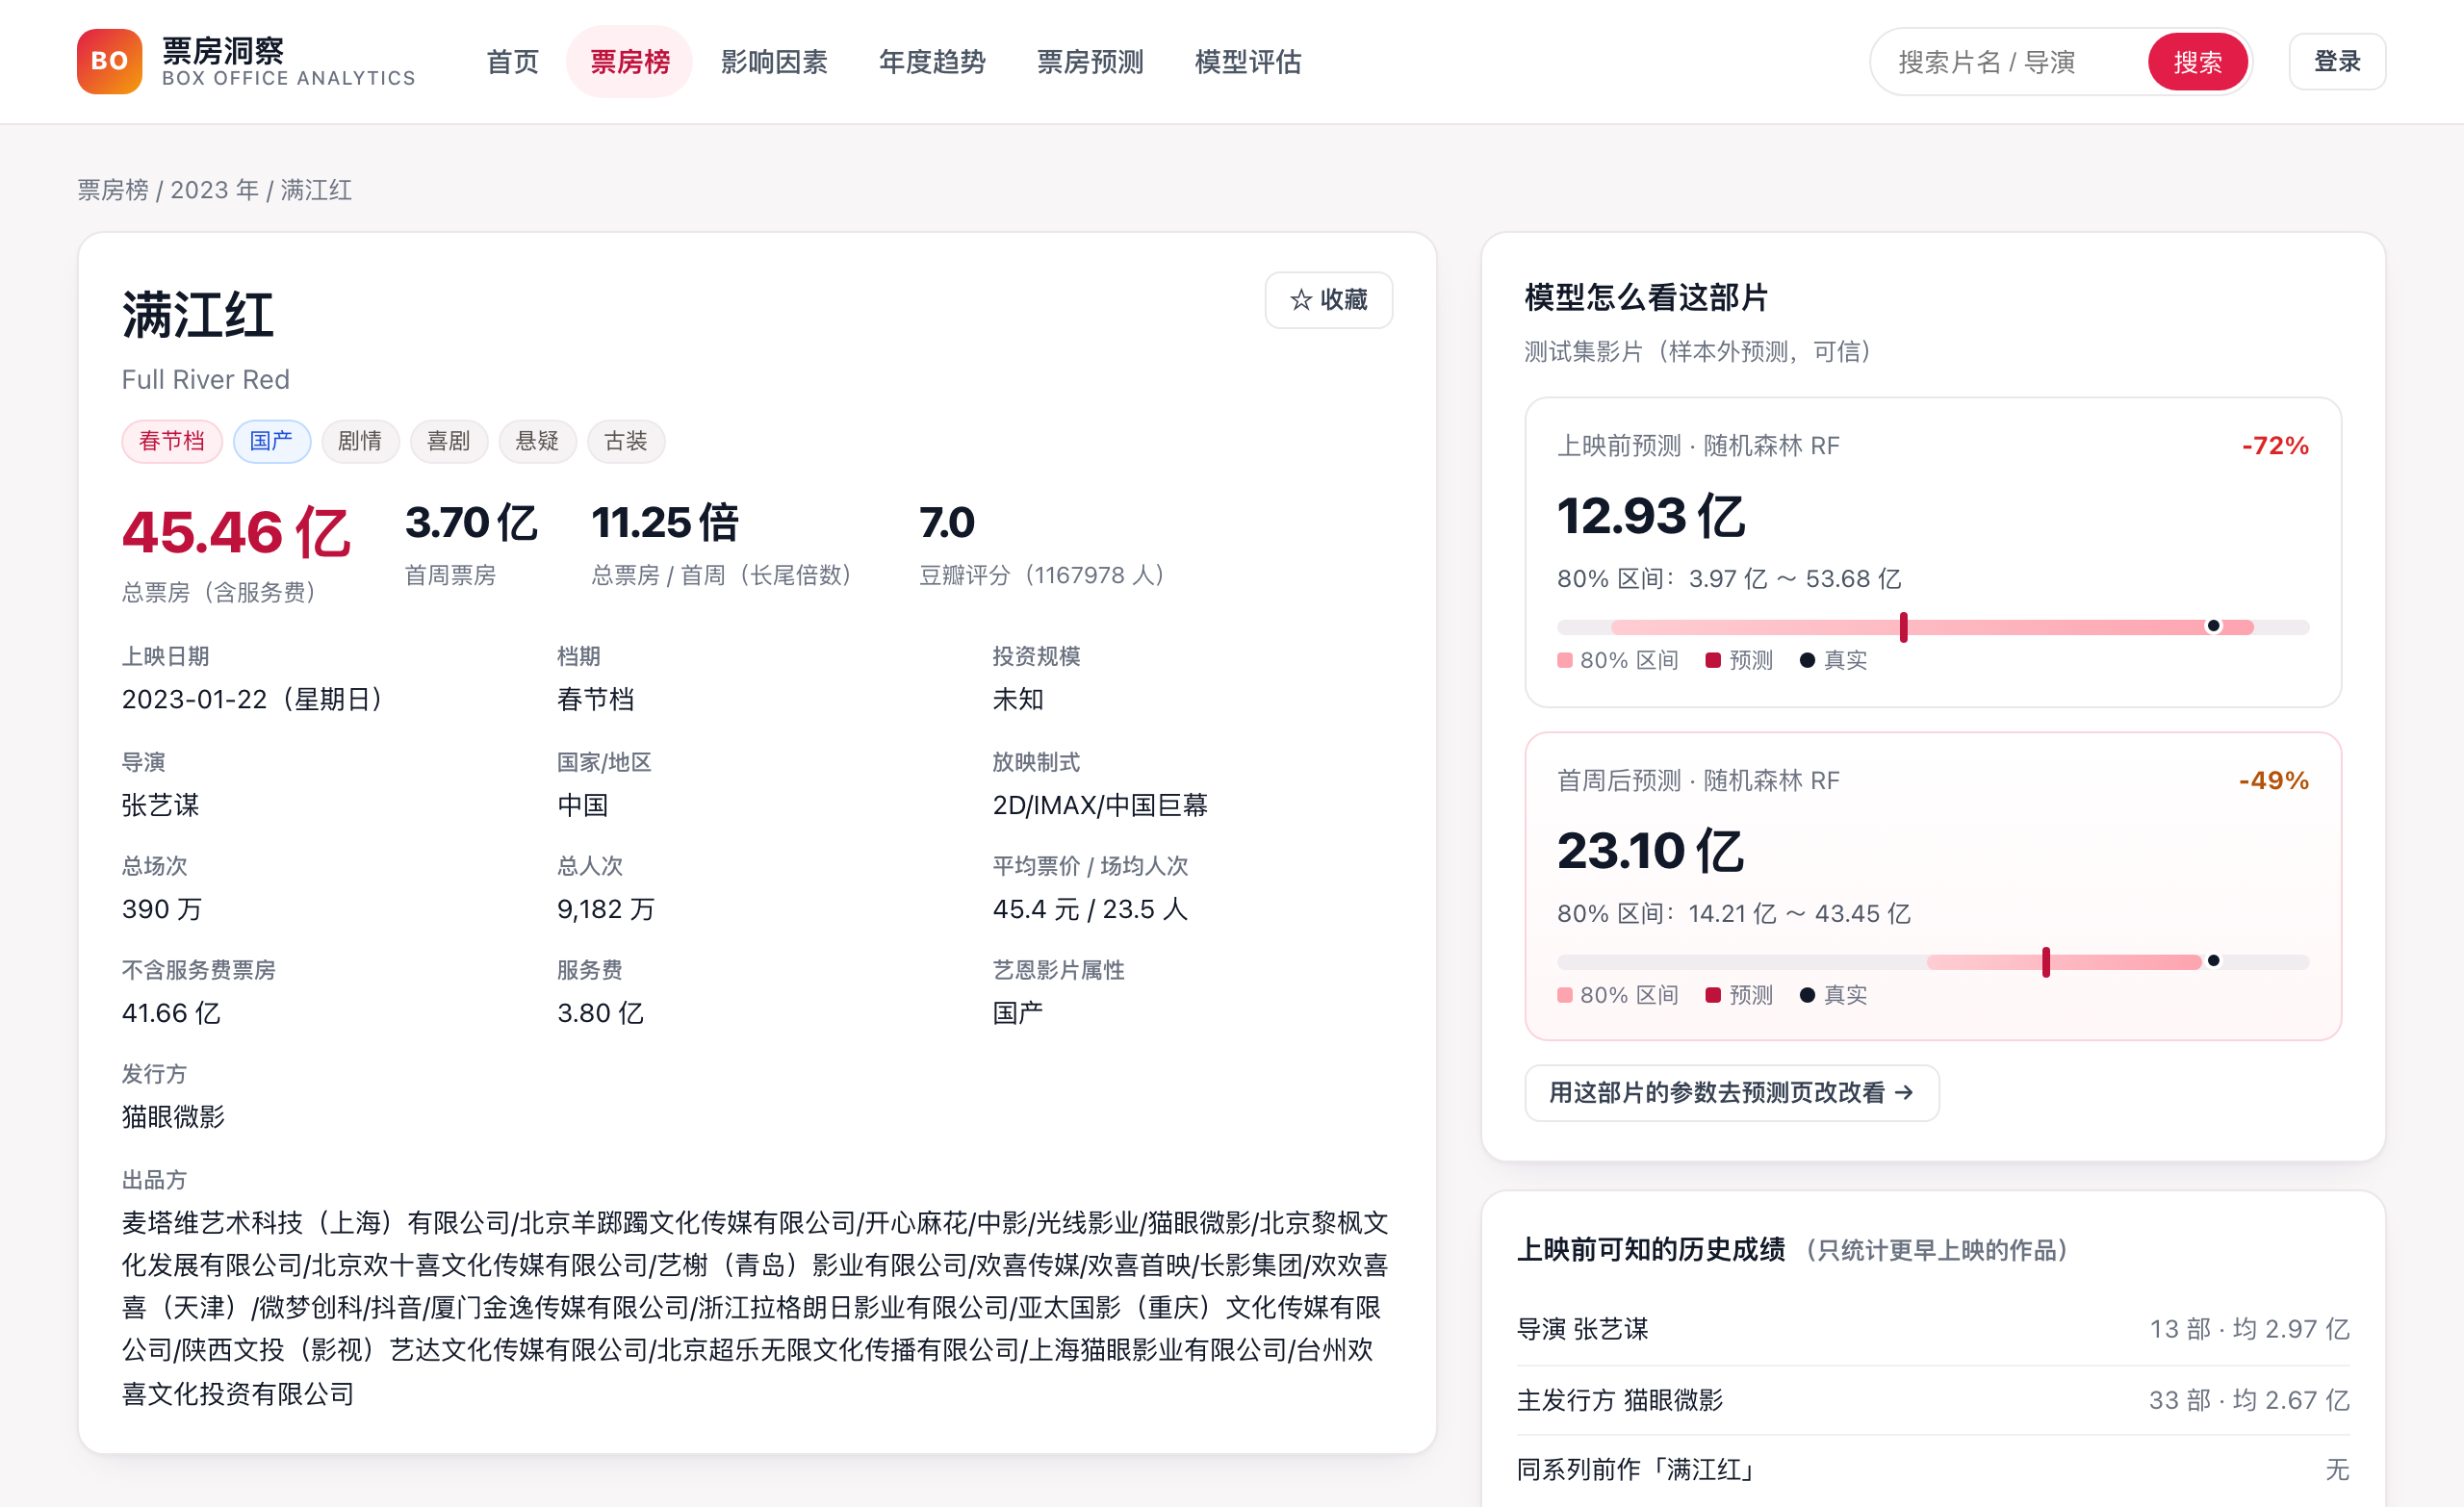 BO
票房洞察
BOX OFFICE ANALYTICS
首页
票房榜
影响因素
年度趋势
票房预测
模型评估
搜索片名 / 导演
搜索
登录
票房榜 / 2023 年 / 满江红
满江红
☆ 收藏
Full River Red
春节档
国产
剧情
喜剧
悬疑
古装
45.46 亿
总票房（含服务费）
3.70 亿
首周票房
11.25 倍
总票房 / 首周（长尾倍数）
7.0
豆瓣评分（1167978 人）
上映日期
2023-01-22（星期日）
档期
春节档
投资规模
未知
导演
张艺谋
国家/地区
中国
放映制式
2D/IMAX/中国巨幕
总场次
390 万
总人次
9,182 万
平均票价 / 场均人次
45.4 元 / 23.5 人
不含服务费票房
41.66 亿
服务费
3.80 亿
艺恩影片属性
国产
发行方
猫眼微影
出品方
麦塔维艺术科技（上海）有限公司/北京羊踯躅文化传媒有限公司/开心麻花/中影/光线影业/猫眼微影/北京黎枫文
化发展有限公司/北京欢十喜文化传媒有限公司/艺榭（青岛）影业有限公司/欢喜传媒/欢喜首映/长影集团/欢欢喜
喜（天津）/微梦创科/抖音/厦门金逸传媒有限公司/浙江拉格朗日影业有限公司/亚太国影（重庆）文化传媒有限
公司/陕西文投（影视）艺达文化传媒有限公司/北京超乐无限文化传播有限公司/上海猫眼影业有限公司/台州欢
喜文化投资有限公司
模型怎么看这部片
测试集影片（样本外预测，可信）
上映前预测 · 随机森林 RF
-72%
12.93 亿
80% 区间：3.97 亿 ～ 53.68 亿
80% 区间
预测
真实
首周后预测 · 随机森林 RF
-49%
23.10 亿
80% 区间：14.21 亿 ～ 43.45 亿
80% 区间
预测
真实
用这部片的参数去预测页改改看 →
上映前可知的历史成绩 （只统计更早上映的作品）
导演 张艺谋
13 部 · 均 2.97 亿
主发行方 猫眼微影
33 部 · 均 2.67 亿
同系列前作「满江红」
无